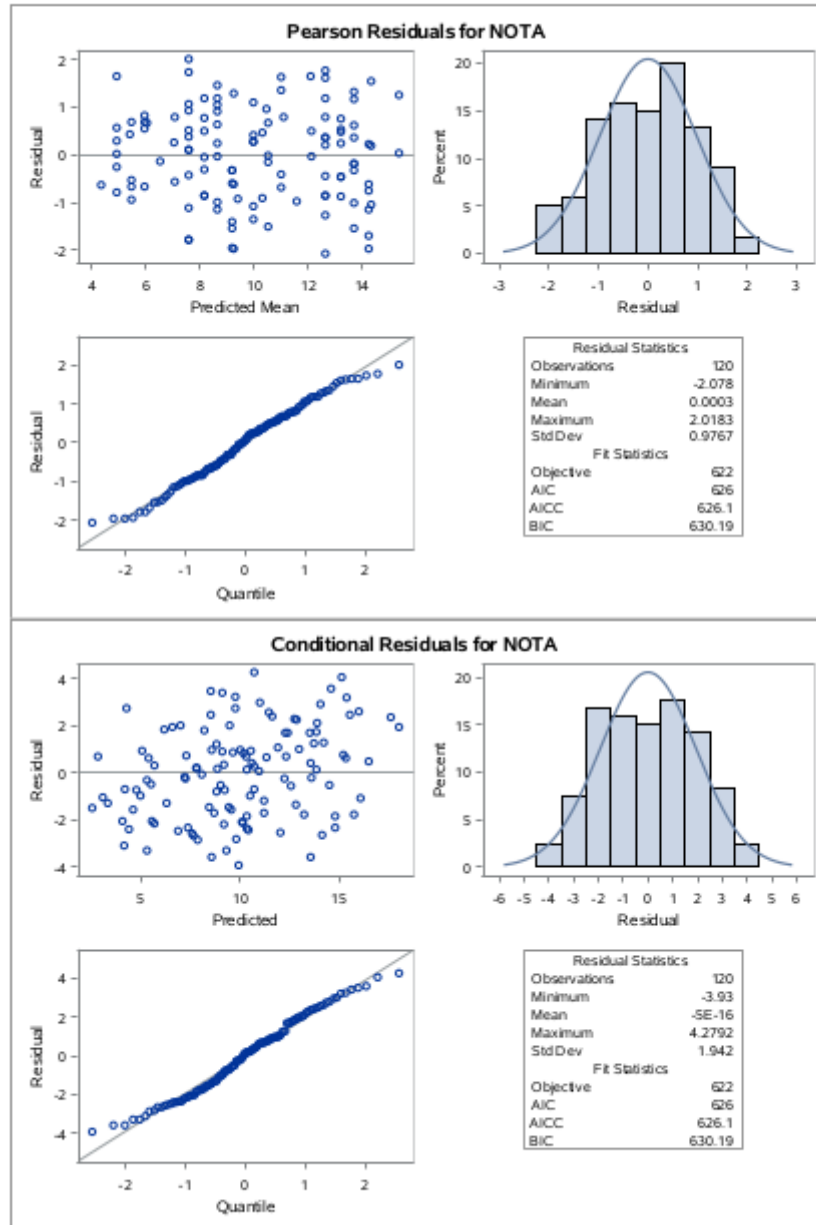 Pearson Residuals for NOTA
2
1
0
-1
-2
Residual
4 6 8 10 12 14
Predicted Mean
20
15
10
5
0
Percent
-3 -2 -1 0 1 2 3
Residual
2
1
0
-1
-2
Residual
-2 -1 0 1 2
Quantile
Residual Statistics
Observations 120
Minimum -2.078
Mean 0.0003
Maximum 2.0183
Std Dev 0.9767
Fit Statistics
Objective 622
AIC 626
AICC 626.1
BIC 630.19
Conditional Residuals for NOTA
4
2
0
-2
-4
Residual
5 10 15
Predicted
20
15
10
5
0
Percent
-6 -5 -4 -3 -2 -1 0 1 2 3 4 5 6
Residual
4
2
0
-2
-4
Residual
-2 -1 0 1 2
Quantile
Residual Statistics
Observations 120
Minimum -3.93
Mean -5E-16
Maximum 4.2792
Std Dev 1.942
Fit Statistics
Objective 622
AIC 626
AICC 626.1
BIC 630.19